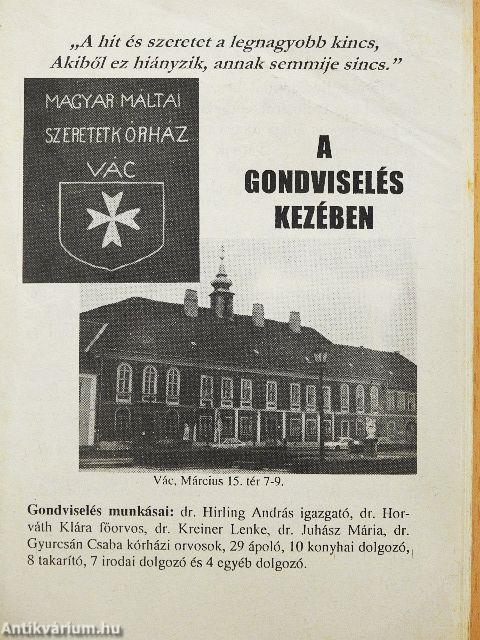 „A hit és szeretet a legnagyobb kincs,
Akiből ez hiányzik, annak semmije sincs.”
MAGYAR MÁLTAI
SZERETETKÓRHÁZ
VÁC
A
GONDVISELÉS
KEZÉBEN
Vác, Március 15. tér 7-9.
Gondviselés munkásai: dr. Hirling András igazgató, dr. Hor-
váth Klára főorvos, dr. Kreiner Lenke, dr. Juhász Mária, dr.
Gyurcsán Csaba kórházi orvosok, 29 ápoló, 10 konyhai dolgozó,
8 takarító, 7 irodai dolgozó és 4 egyéb dolgozó.
Antikvárium.hu